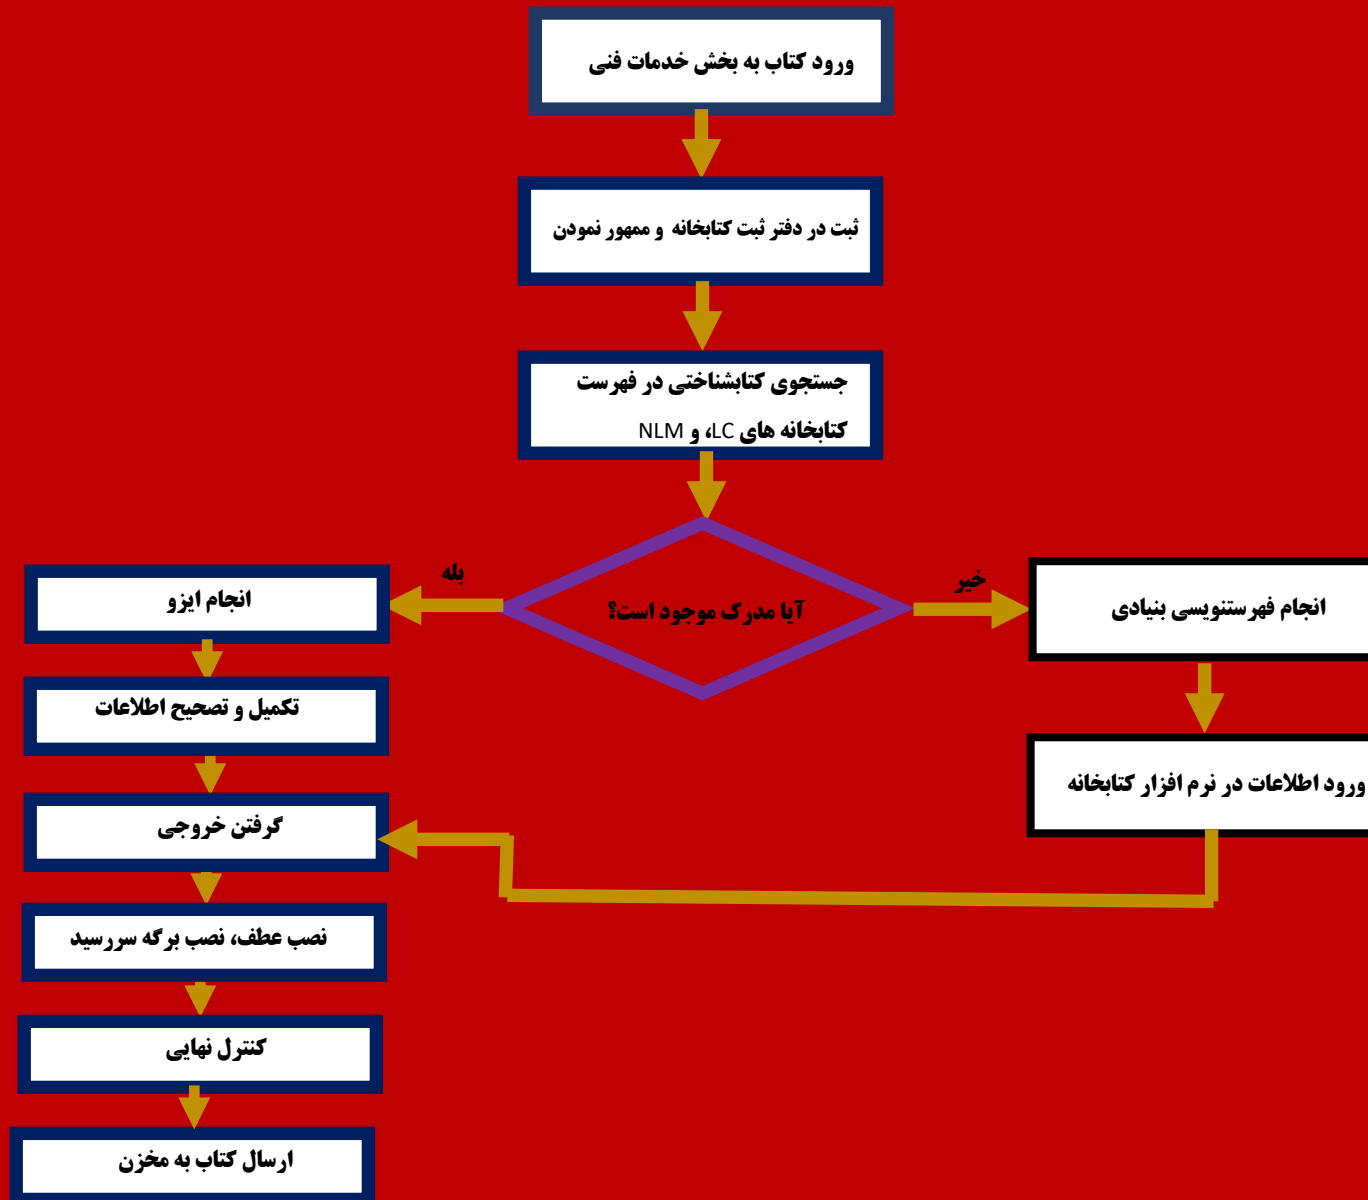 ورود کتاب به بخش خدمات فنی
ثبت در دفتر ثبت کتابخانه و ممهور نمودن
جستجوی کتابشناختی در فهرست
کتابخانه های LC، و NLM
آیا مدرک موجود است؟
خیر
انجام فهرستنویسی بنیادی
ورود اطلاعات در نرم افزار کتابخانه
بله
انجام ایزو
تکمیل و تصحیح اطلاعات
گرفتن خروجی
نصب عطف، نصب برگه سررسید
کنترل نهایی
ارسال کتاب به مخزن